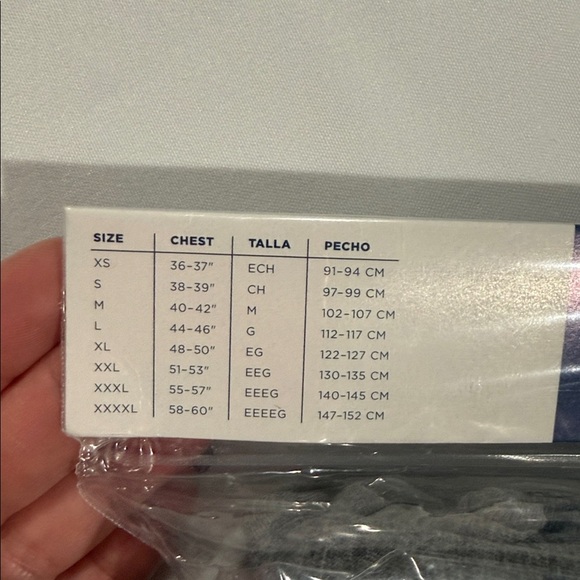 SIZE CHEST TALLA PECHO
XS 36-37" ECH 91-94 CM
S 38-39" CH 97-99 CM
M 40-42" M 102-107 CM
L 44-46" G 112-117 CM
XL 48-50" EG 122-127 CM
XXL 51-53" EEG 130-135 CM
XXXL 55-57" EEEG 140-145 CM
XXXXL 58-60" EEEEG 147-152 CM